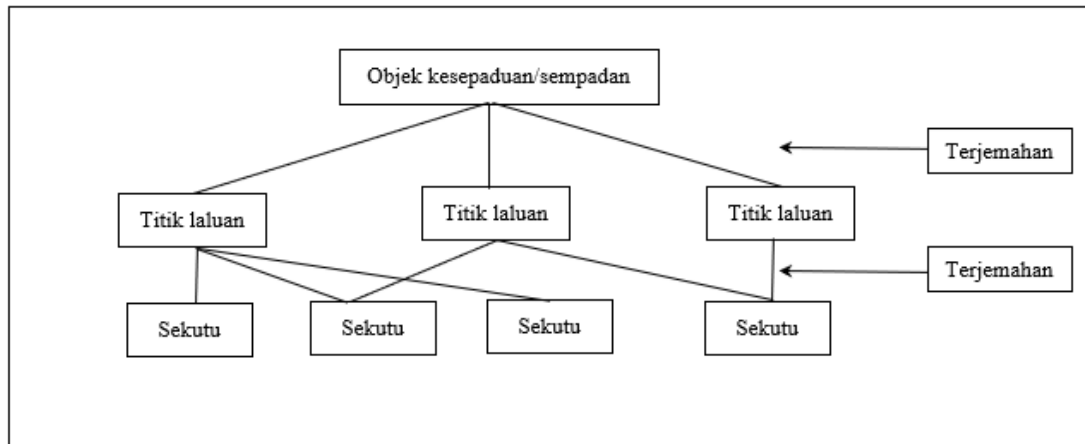 Objek kesepaduan/sempadan
Terjemahan
Titik laluan
Titik laluan
Titik laluan
Terjemahan
Sekutu
Sekutu
Sekutu
Sekutu